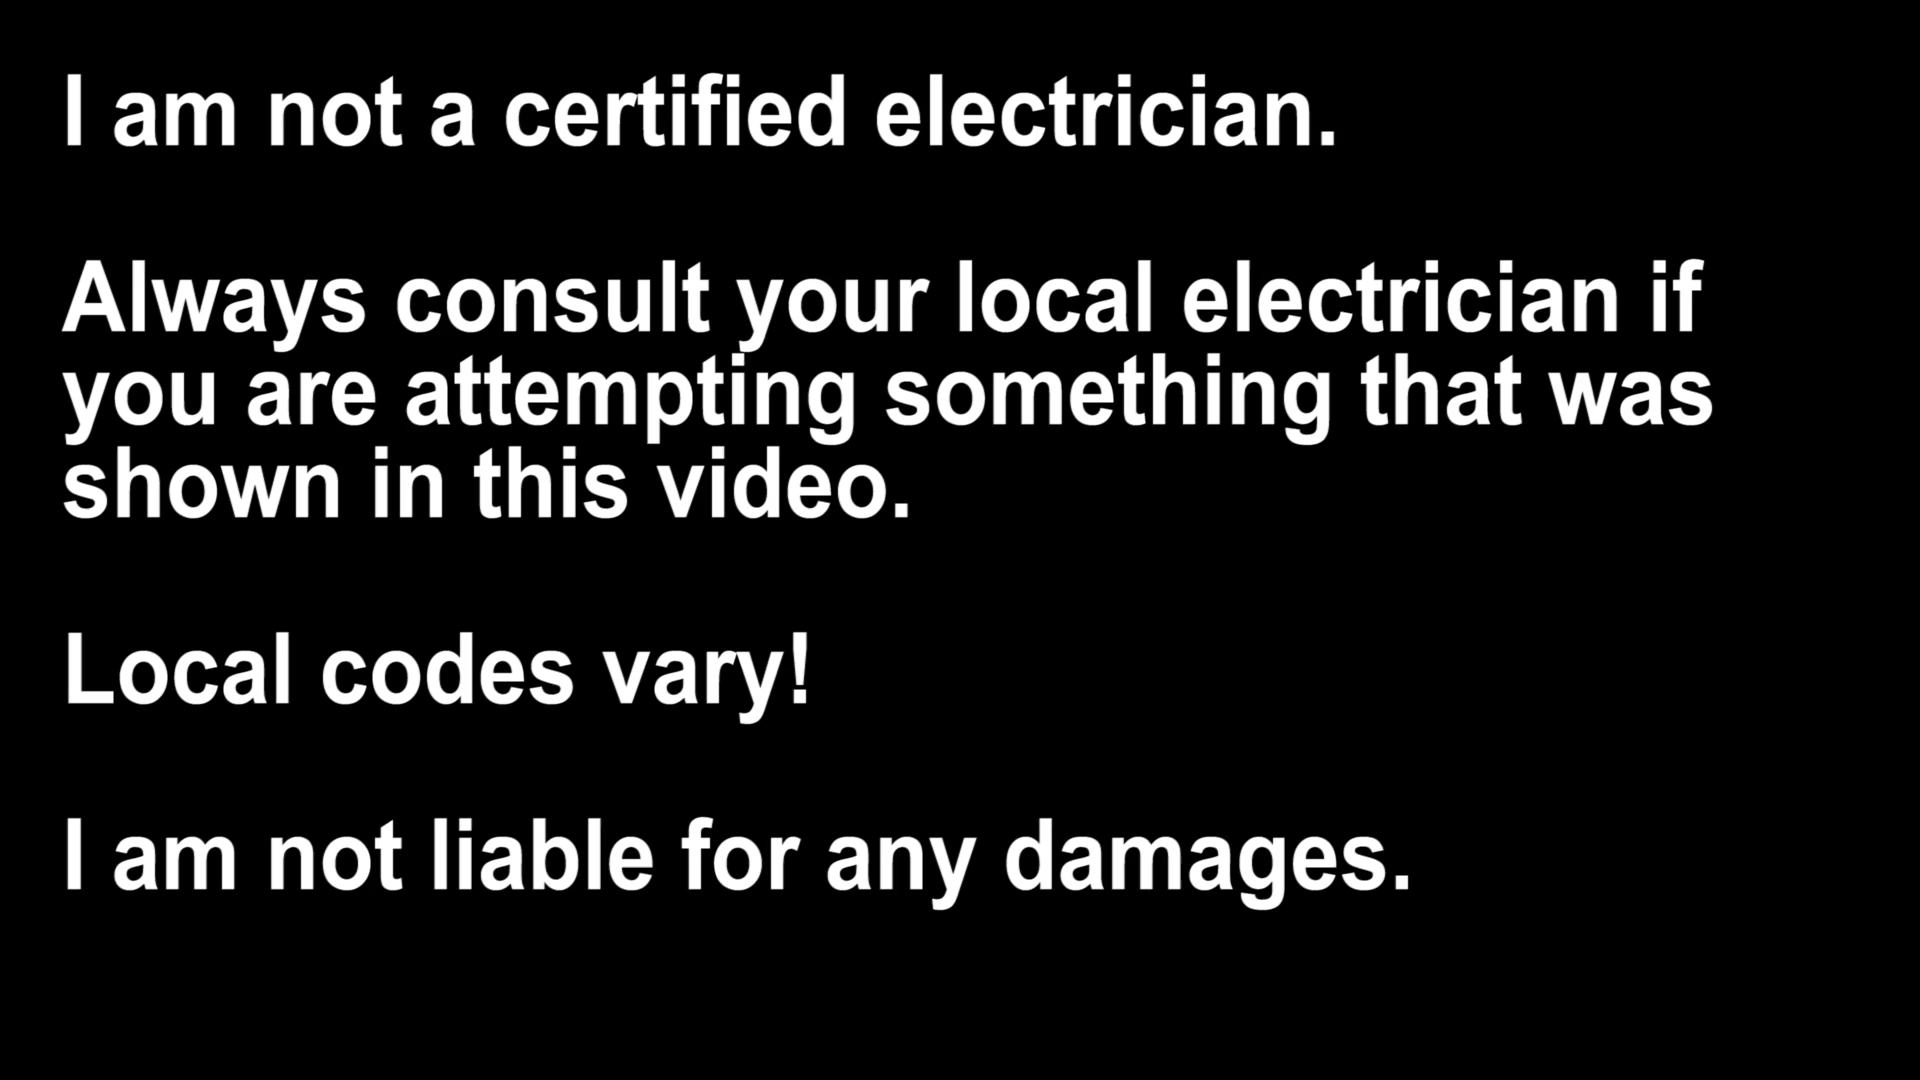 I am not a certified electrician.
Always consult your local electrician if
you are attempting something that was
shown in this video.
Local codes vary!
I am not liable for any damages.